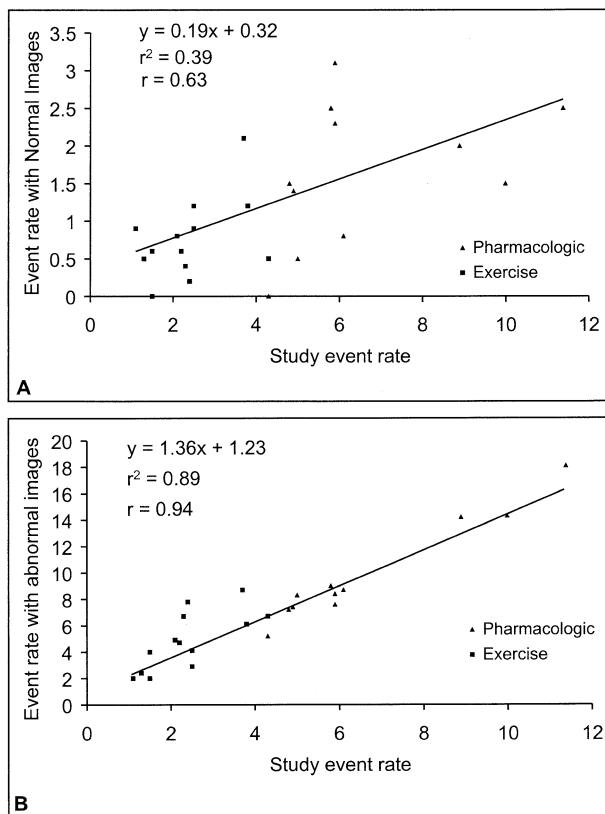 y = 0.19x + 0.32
r² = 0.39
r = 0.63
Event rate with Normal Images
3.5
3
2.5
2
1.5
1
0.5
0
Pharmacologic
Exercise
0 2 4 6 8 10 12
Study event rate
A
y = 1.36x + 1.23
r² = 0.89
r = 0.94
Event rate with abnormal images
20
18
16
14
12
10
8
6
4
2
0
Pharmacologic
Exercise
0 2 4 6 8 10 12
Study event rate
B